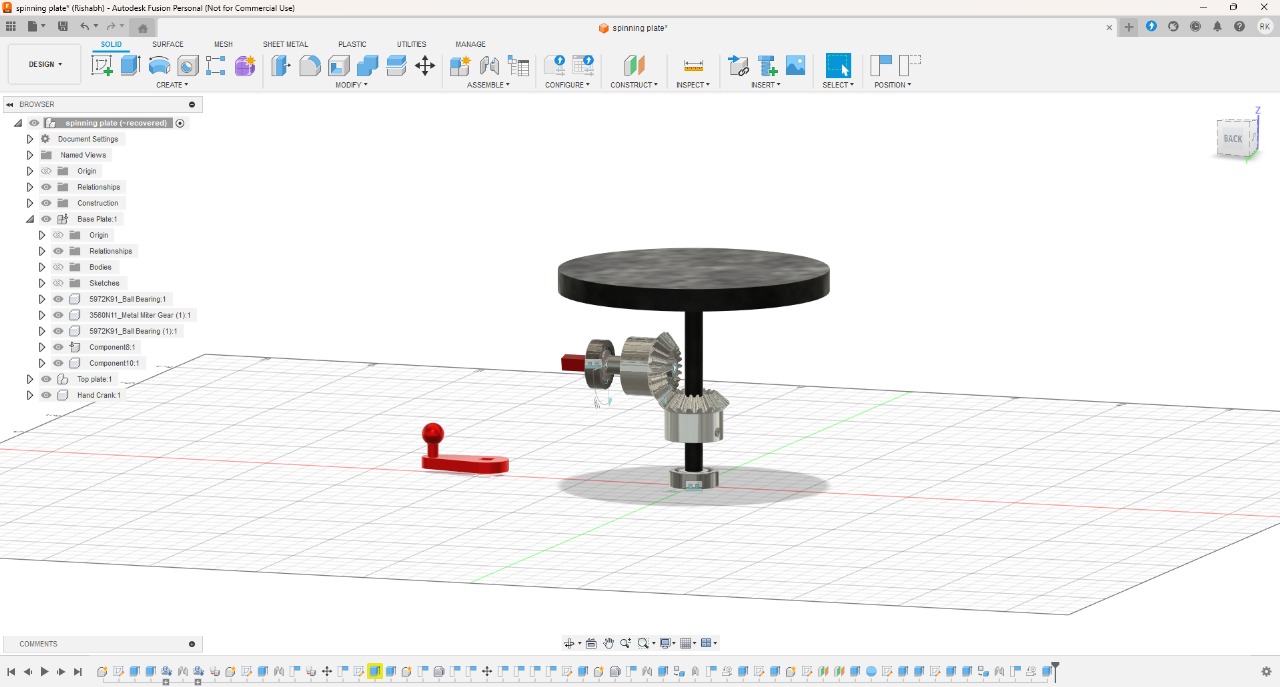 spinning plate* (Rishabh) - Autodesk Fusion Personal (Not for Commercial Use)
spinning plate*
RK
SOLID SURFACE MESH SHEET METAL PLASTIC UTILITIES MANAGE
DESIGN
CREATE MODIFY ASSEMBLE CONFIGURE CONSTRUCT INSPECT INSERT SELECT POSITION
BROWSER
spinning plate (~recovered)
Document Settings
Named Views
Origin
Relationships
Construction
Base Plate:1
Origin
Relationships
Bodies
Sketches
5972K91_Ball Bearing:1
3560N11_Metal Miter Gear (1):1
5972K91_Ball Bearing (1):1
Component8:1
Component10:1
Top plate:1
Hand Crank:1
Z
BACK
COMMENTS